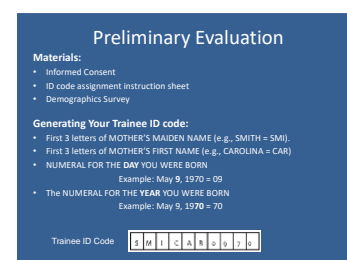 Preliminary Evaluation
Materials:
• Informed Consent
• ID code assignment instruction sheet
• Demographics Survey
Generating Your Trainee ID code:
• First 3 letters of MOTHER'S MAIDEN NAME (e.g., SMITH = SMI).
• First 3 letters of MOTHER'S FIRST NAME (e.g., CAROLINA = CAR)
• NUMERAL FOR THE DAY YOU WERE BORN
Example: May 9, 1970 = 09
• The NUMERAL FOR THE YEAR YOU WERE BORN
Example: May 9, 1970 = 70
Trainee ID Code S M I C A R 0 9 7 0